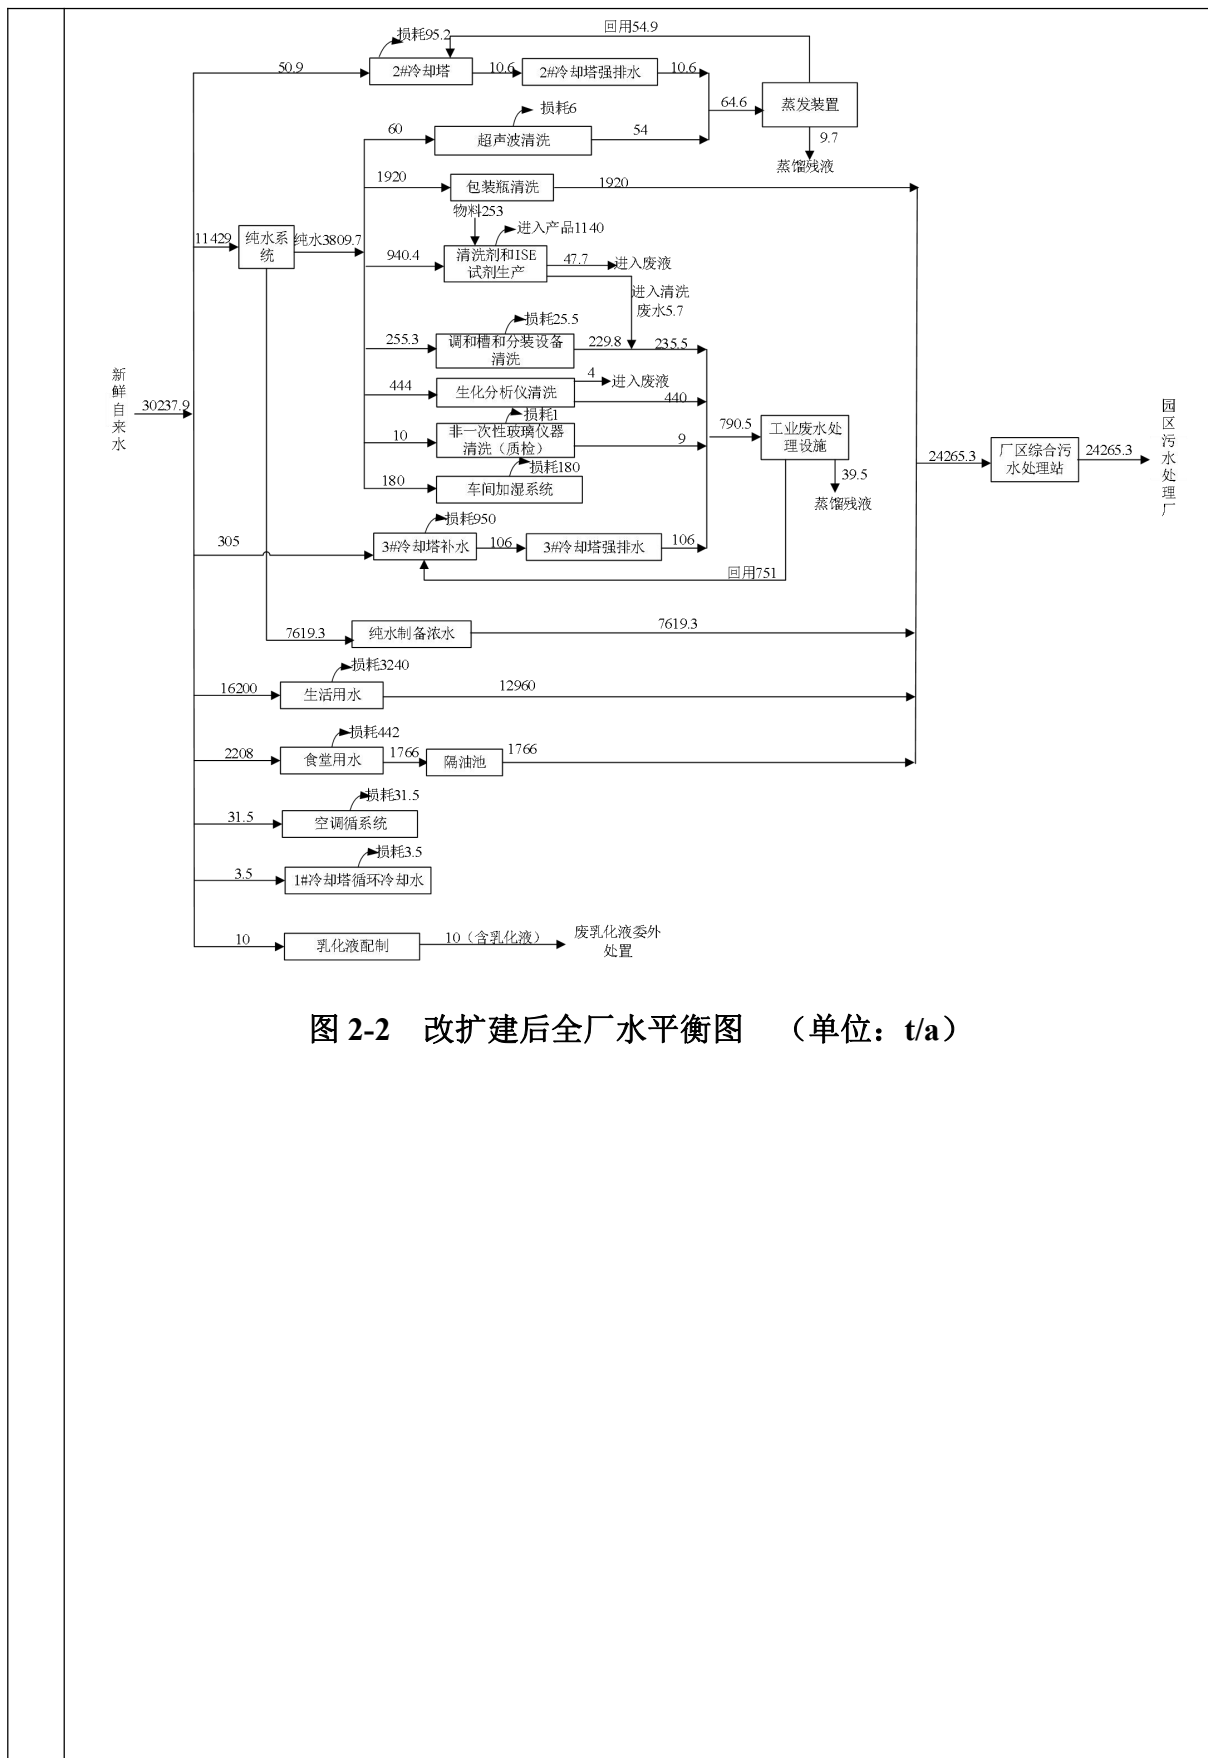 回用54.9
损耗95.2
50.9
2#冷却塔
10.6
2#冷却塔强排水
10.6
64.6
蒸发装置
9.7
蒸馏残液
损耗6
60
超声波清洗
54
1920
包装瓶清洗
1920
物料253
进入产品1140
11429
纯水系
统
纯水3809.7
940.4
清洗剂和ISE
试剂生产
47.7
进入废液
进入清洗
废水5.7
损耗25.5
255.3
调和槽和分装设备
清洗
229.8
235.5
444
生化分析仪清洗
4
进入废液
440
新鲜自来水
30237.9
损耗1
10
非一次性玻璃仪器
清洗（质检）
9
790.5
工业废水处
理设施
39.5
蒸馏残液
24265.3
厂区综合污
水处理站
24265.3
园区污水处理厂
损耗180
180
车间加湿系统
损耗950
305
3#冷却塔补水
106
3#冷却塔强排水
106
回用751
7619.3
纯水制备浓水
7619.3
损耗3240
16200
生活用水
12960
损耗442
2208
食堂用水
1766
隔油池
1766
损耗31.5
31.5
空调循系统
损耗3.5
3.5
1#冷却塔循环冷却水
10
乳化液配制
10（含乳化液）
废乳化液委外
处置
图 2-2 改扩建后全厂水平衡图 （单位：t/a）